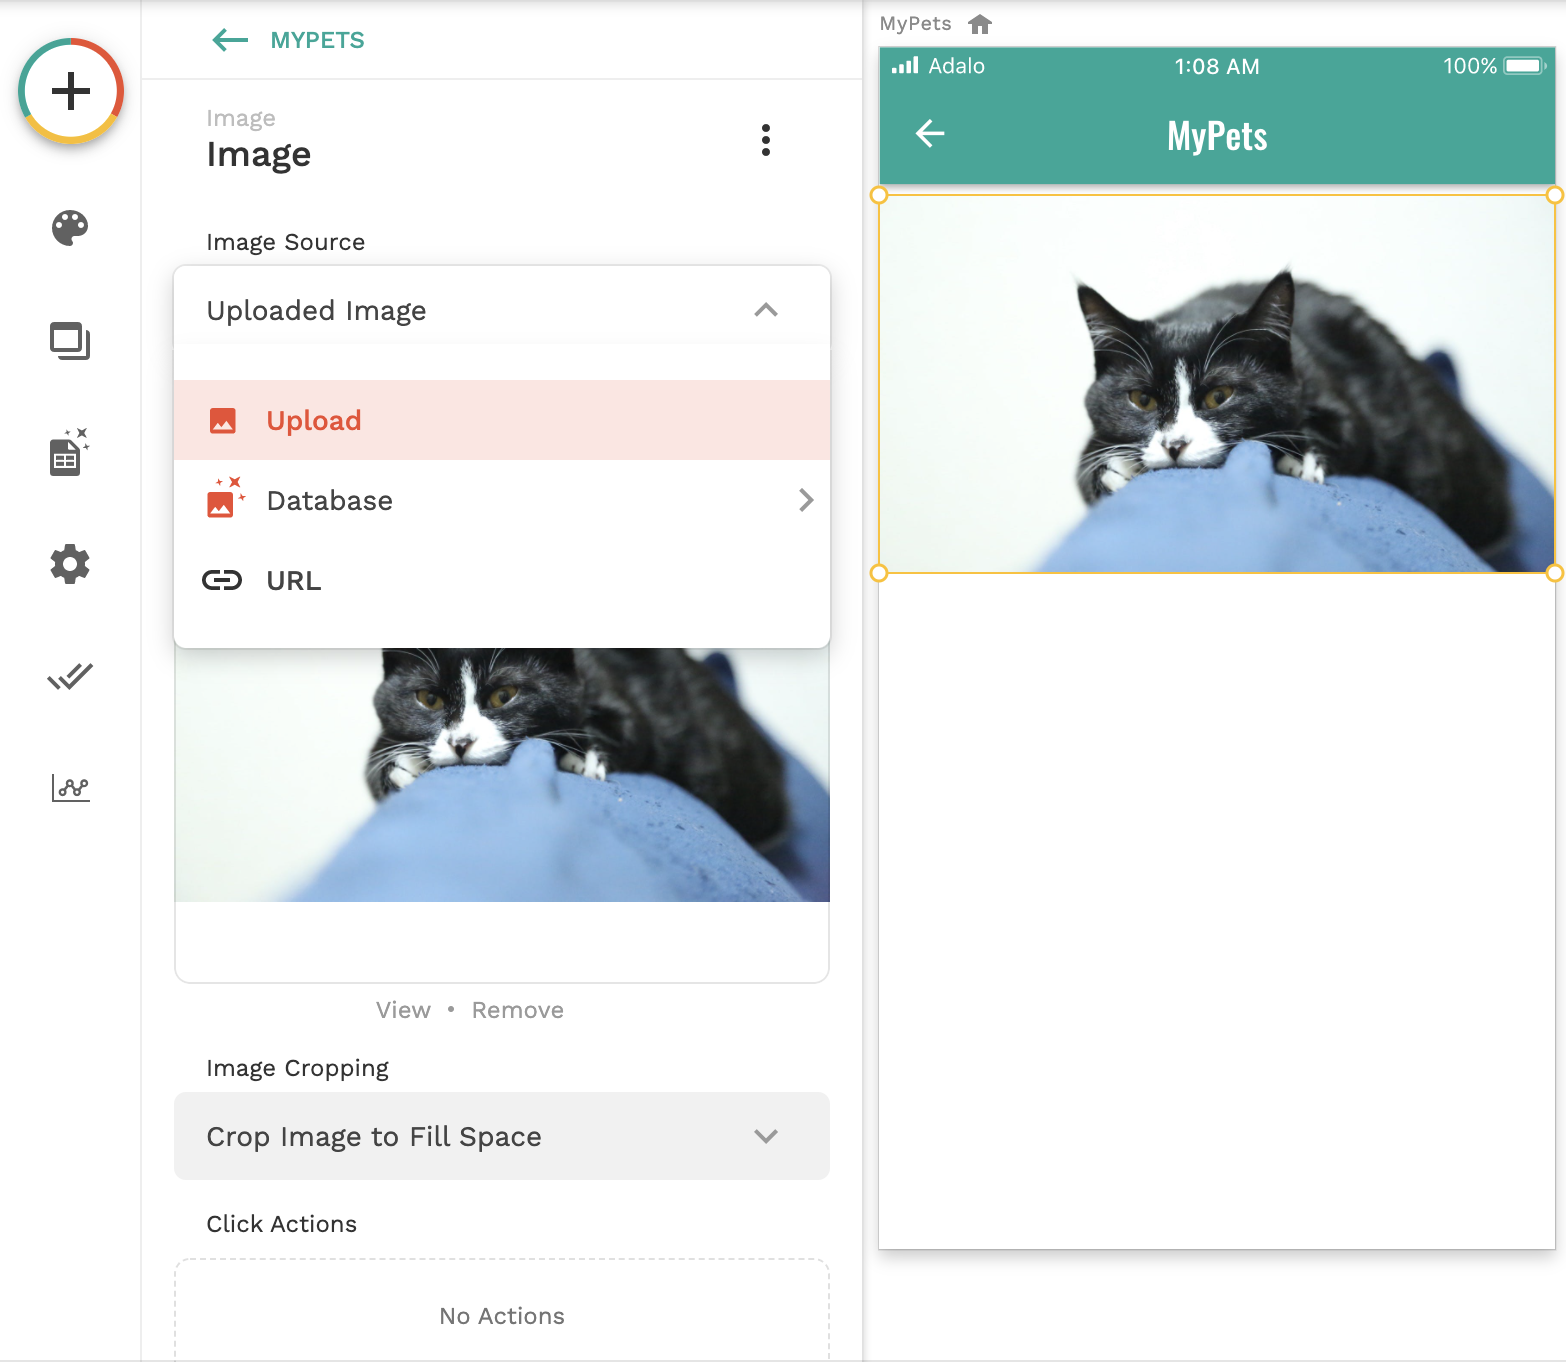 MYPETS
Image
Image
Image Source
Uploaded Image
Upload
Database
URL
View • Remove
Image Cropping
Crop Image to Fill Space
Click Actions
No Actions
MyPets
Adalo 1:08 AM 100%
MyPets